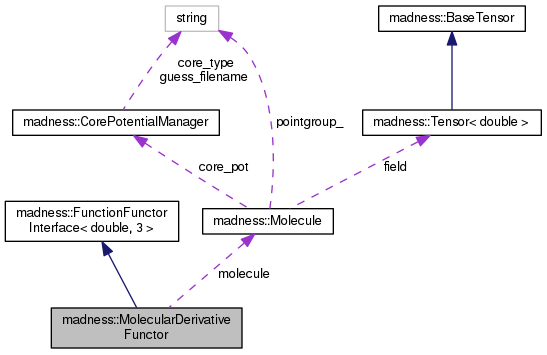 string
madness::BaseTensor
core_type
guess_filename
madness::CorePotentialManager
pointgroup_
madness::Tensor< double >
core_pot
field
madness::FunctionFunctor
Interface< double, 3 >
madness::Molecule
molecule
madness::MolecularDerivative
Functor